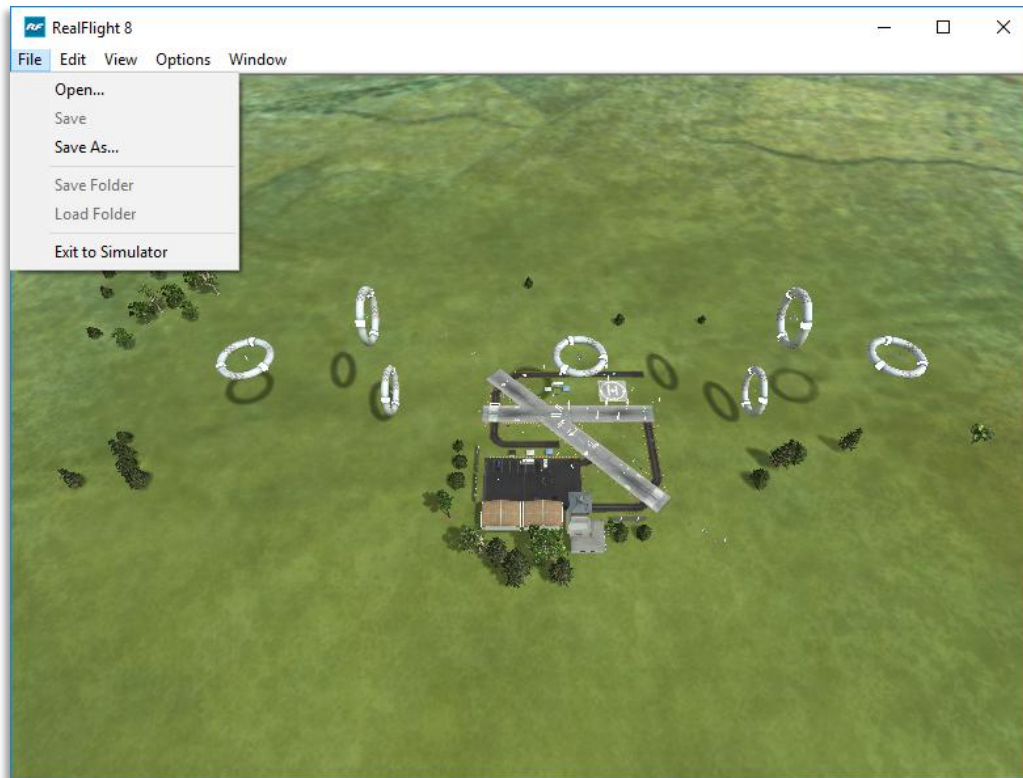 RF RealFlight 8
File Edit View Options Window
Open...
Save
Save As...
Save Folder
Load Folder
Exit to Simulator
H